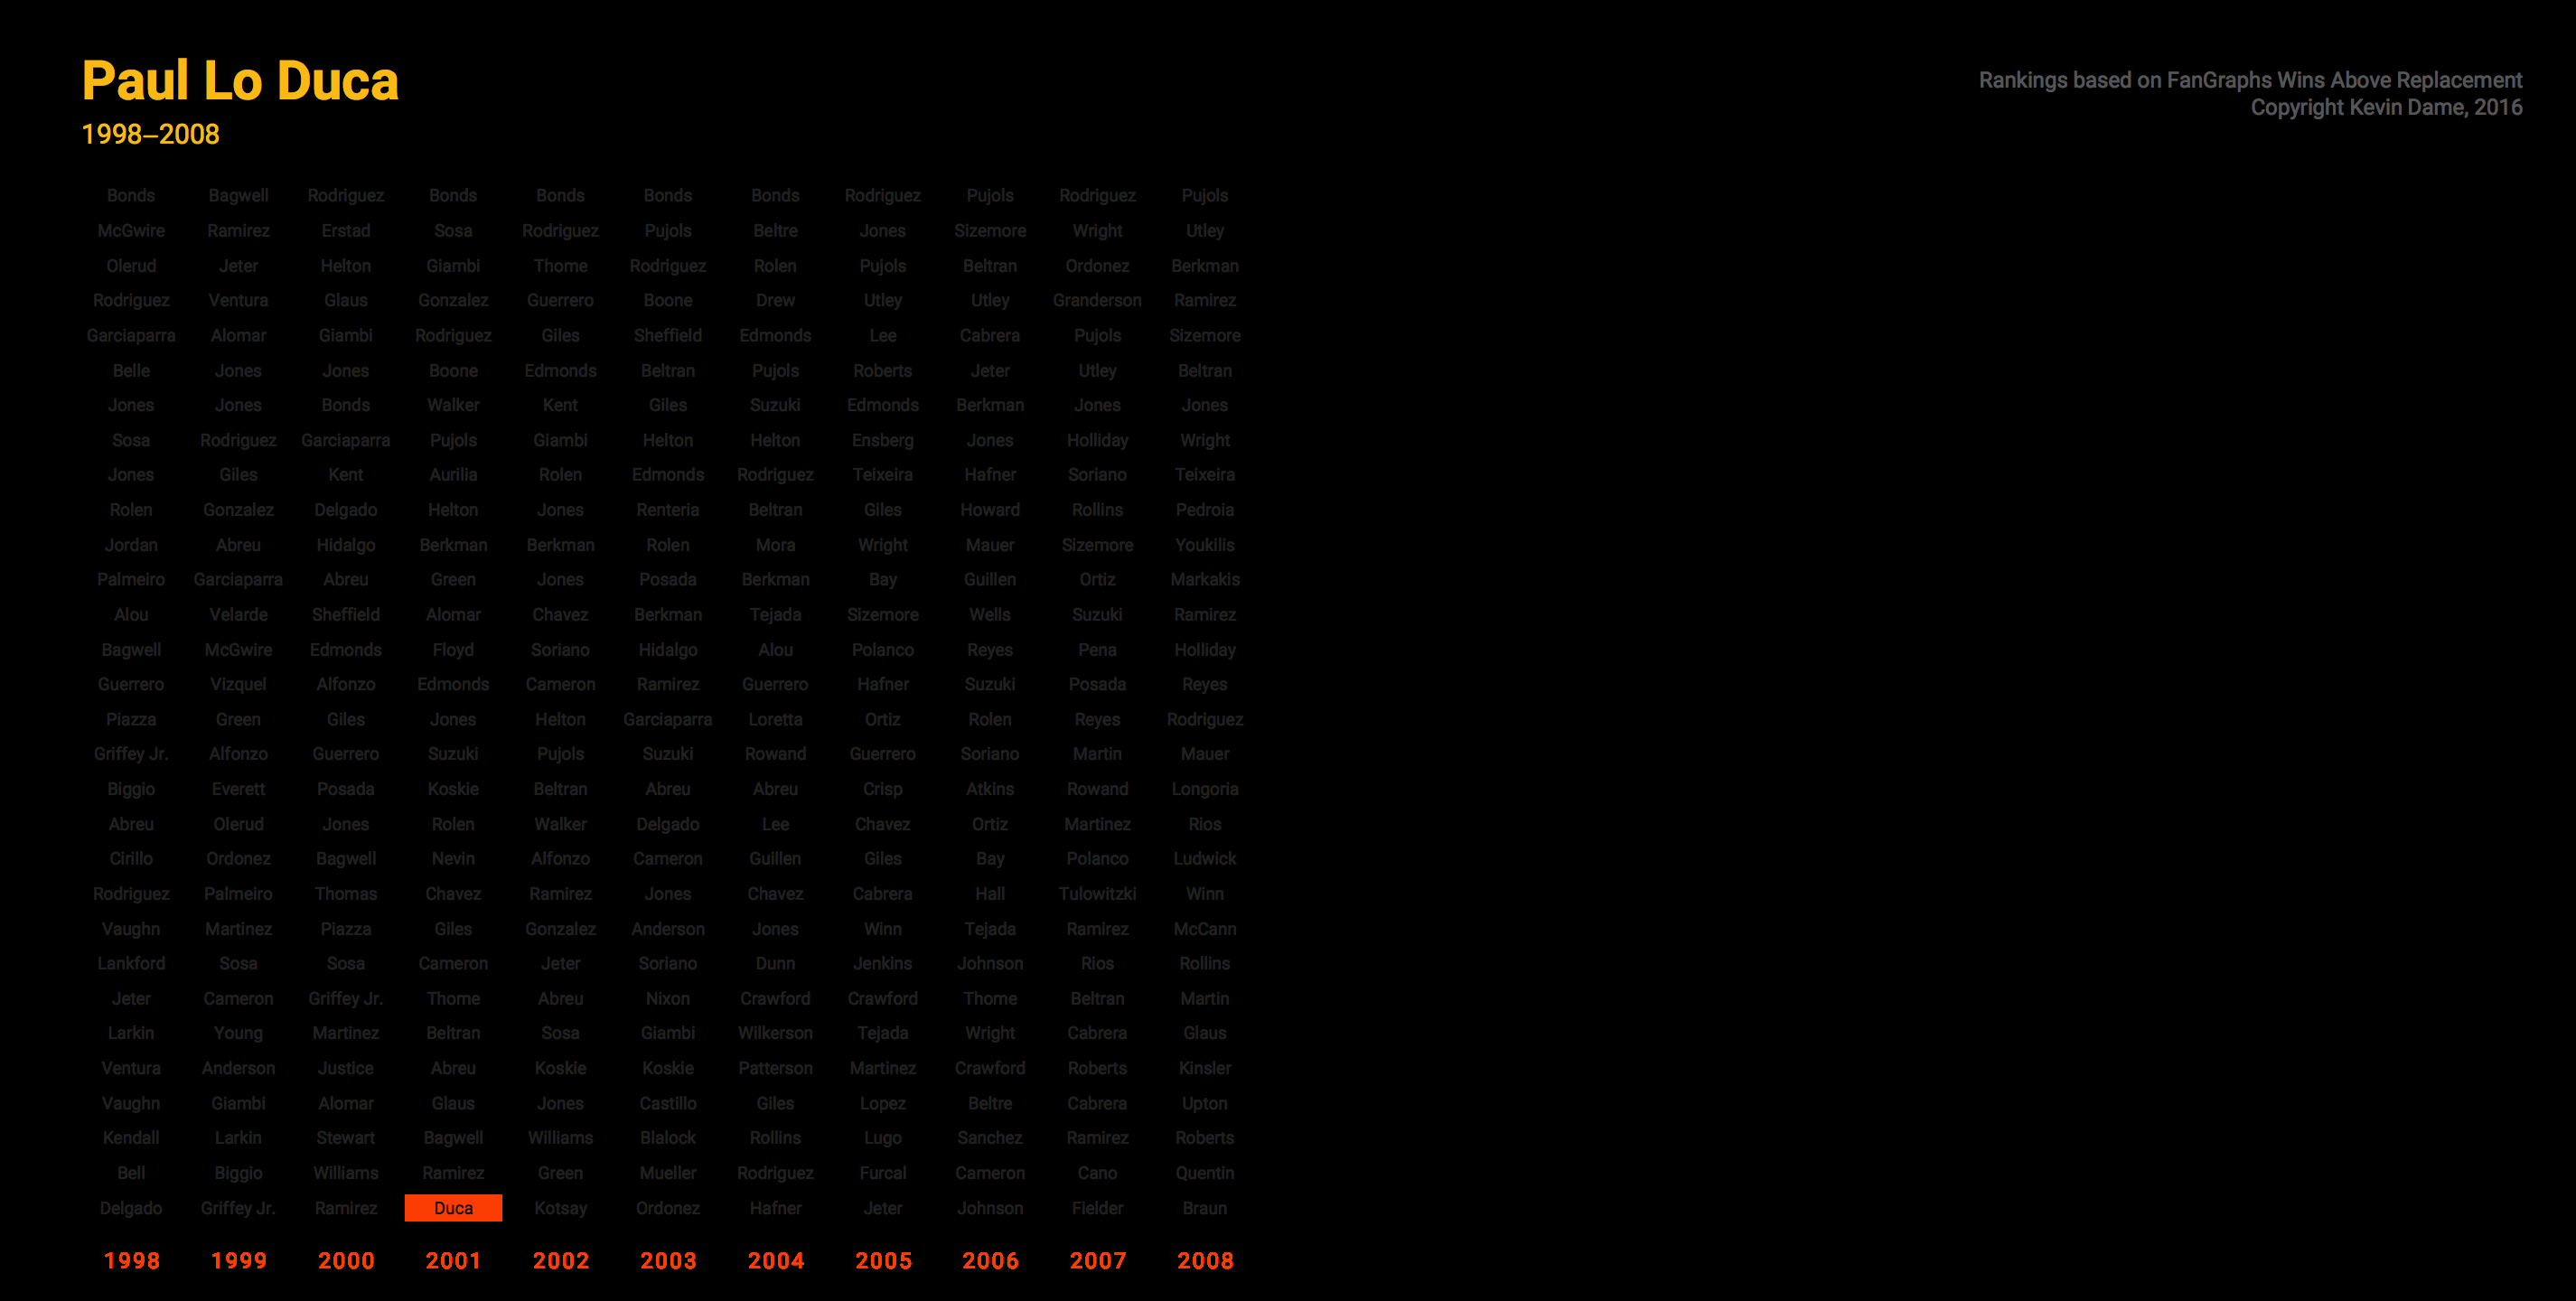 Paul Lo Duca
1998–2008
Rankings based on FanGraphs Wins Above Replacement
Copyright Kevin Dame, 2016
Bonds Bagwell Rodriguez Bonds Bonds Bonds Bonds Rodriguez Pujols Rodriguez Pujols
McGwire Ramirez Erstad Sosa Rodriguez Pujols Beltre Jones Sizemore Wright Utley
Olerud Jeter Helton Giambi Thome Rodriguez Rolen Pujols Beltran Ordonez Berkman
Rodriguez Ventura Glaus Gonzalez Guerrero Boone Drew Utley Utley Granderson Ramirez
Garciaparra Alomar Giambi Rodriguez Giles Sheffield Edmonds Lee Cabrera Pujols Sizemore
Belle Jones Jones Boone Edmonds Beltran Pujols Roberts Jeter Utley Beltran
Jones Jones Bonds Walker Kent Giles Suzuki Edmonds Berkman Jones Jones
Sosa Rodriguez Garciaparra Pujols Giambi Helton Helton Ensberg Jones Holliday Wright
Jones Giles Kent Aurilia Rolen Edmonds Rodriguez Teixeira Hafner Soriano Teixeira
Rolen Gonzalez Delgado Helton Jones Renteria Beltran Giles Howard Rollins Pedroia
Jordan Abreu Hidalgo Berkman Berkman Rolen Mora Wright Mauer Sizemore Youkilis
Palmeiro Garciaparra Abreu Green Jones Posada Berkman Bay Guillen Ortiz Markakis
Alou Velarde Sheffield Alomar Chavez Berkman Tejada Sizemore Wells Suzuki Ramirez
Bagwell McGwire Edmonds Floyd Soriano Hidalgo Alou Polanco Reyes Pena Holliday
Guerrero Vizquel Alfonzo Edmonds Cameron Ramirez Guerrero Hafner Suzuki Posada Reyes
Piazza Green Giles Jones Helton Garciaparra Loretta Ortiz Rolen Reyes Rodriguez
Griffey Jr. Alfonzo Guerrero Suzuki Pujols Suzuki Rowand Guerrero Soriano Martin Mauer
Biggio Everett Posada Koskie Beltran Abreu Abreu Crisp Atkins Rowand Longoria
Abreu Olerud Jones Rolen Walker Delgado Lee Chavez Ortiz Martinez Rios
Cirillo Ordonez Bagwell Nevin Alfonzo Cameron Guillen Giles Bay Polanco Ludwick
Rodriguez Palmeiro Thomas Chavez Ramirez Jones Chavez Cabrera Hall Tulowitzki Winn
Vaughn Martinez Piazza Giles Gonzalez Anderson Jones Winn Tejada Ramirez McCann
Lankford Sosa Sosa Cameron Jeter Soriano Dunn Jenkins Johnson Rios Rollins
Jeter Cameron Griffey Jr. Thome Abreu Nixon Crawford Crawford Thome Beltran Martin
Larkin Young Martinez Beltran Sosa Giambi Wilkerson Tejada Wright Cabrera Glaus
Ventura Anderson Justice Abreu Koskie Koskie Patterson Martinez Crawford Roberts Kinsler
Vaughn Giambi Alomar Glaus Jones Castillo Giles Lopez Beltre Cabrera Upton
Kendall Larkin Stewart Bagwell Williams Blalock Rollins Lugo Sanchez Ramirez Roberts
Bell Biggio Williams Ramirez Green Mueller Rodriguez Furcal Cameron Cano Quentin
Delgado Griffey Jr. Ramirez Duca Kotsay Ordonez Hafner Jeter Johnson Fielder Braun
1998 1999 2000 2001 2002 2003 2004 2005 2006 2007 2008